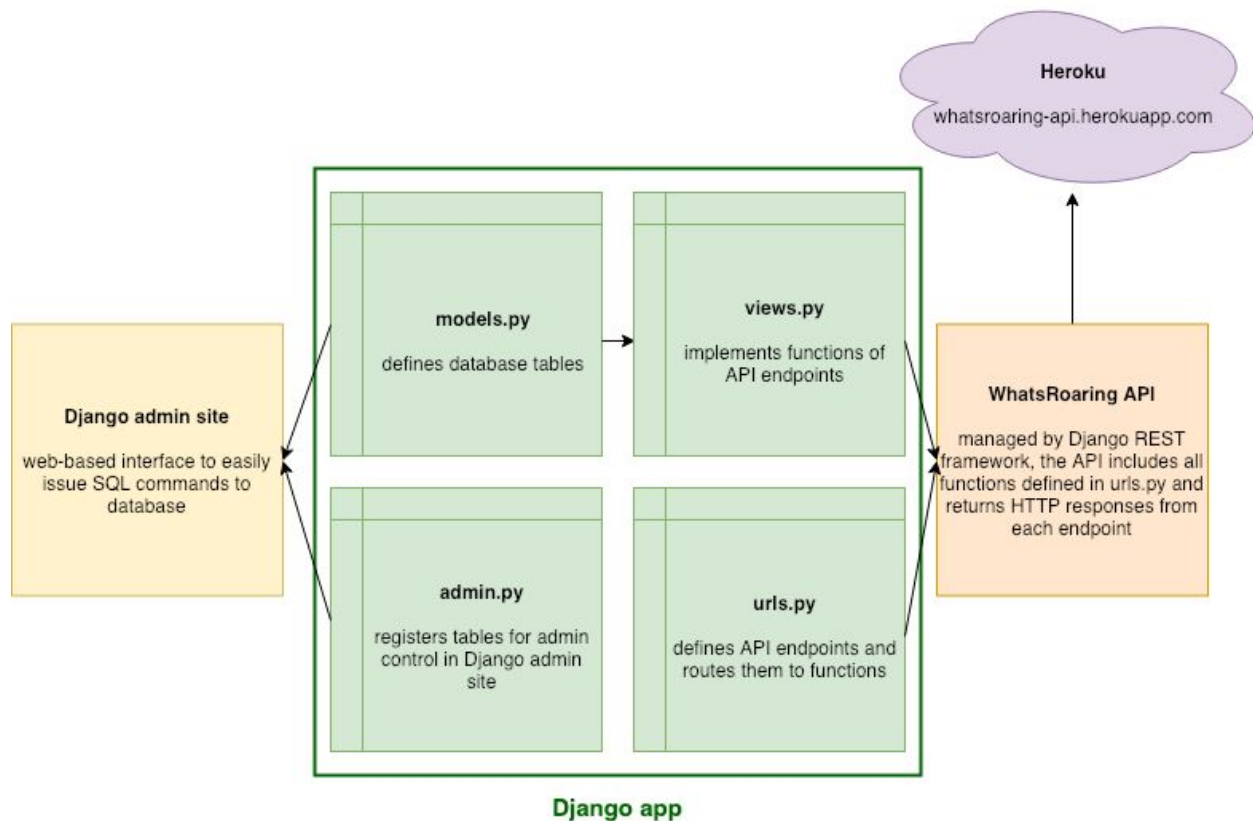 Heroku
whatsroaring-api.herokuapp.com
models.py
defines database tables
views.py
implements functions of
API endpoints
Django admin site
web-based interface to easily
issue SQL commands to
database
WhatsRoaring API
managed by Django REST
framework, the API includes all
functions defined in urls.py and
returns HTTP responses from
each endpoint
admin.py
registers tables for admin
control in Django admin
site
urls.py
defines API endpoints and
routes them to functions
Django app